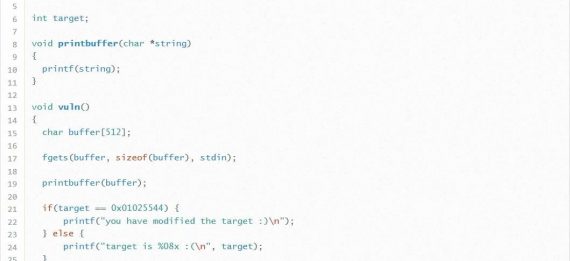 5
6 int target;
7
8 void printbuffer(char *string)
9 {
10   printf(string);
11 }
12
13 void vuln()
14 {
15   char buffer[512];
16
17   fgets(buffer, sizeof(buffer), stdin);
18
19   printbuffer(buffer);
20
21   if(target == 0x01025544) {
22       printf("you have modified the target :)\n");
23   } else {
24       printf("target is %08x :(\n", target);
25   }